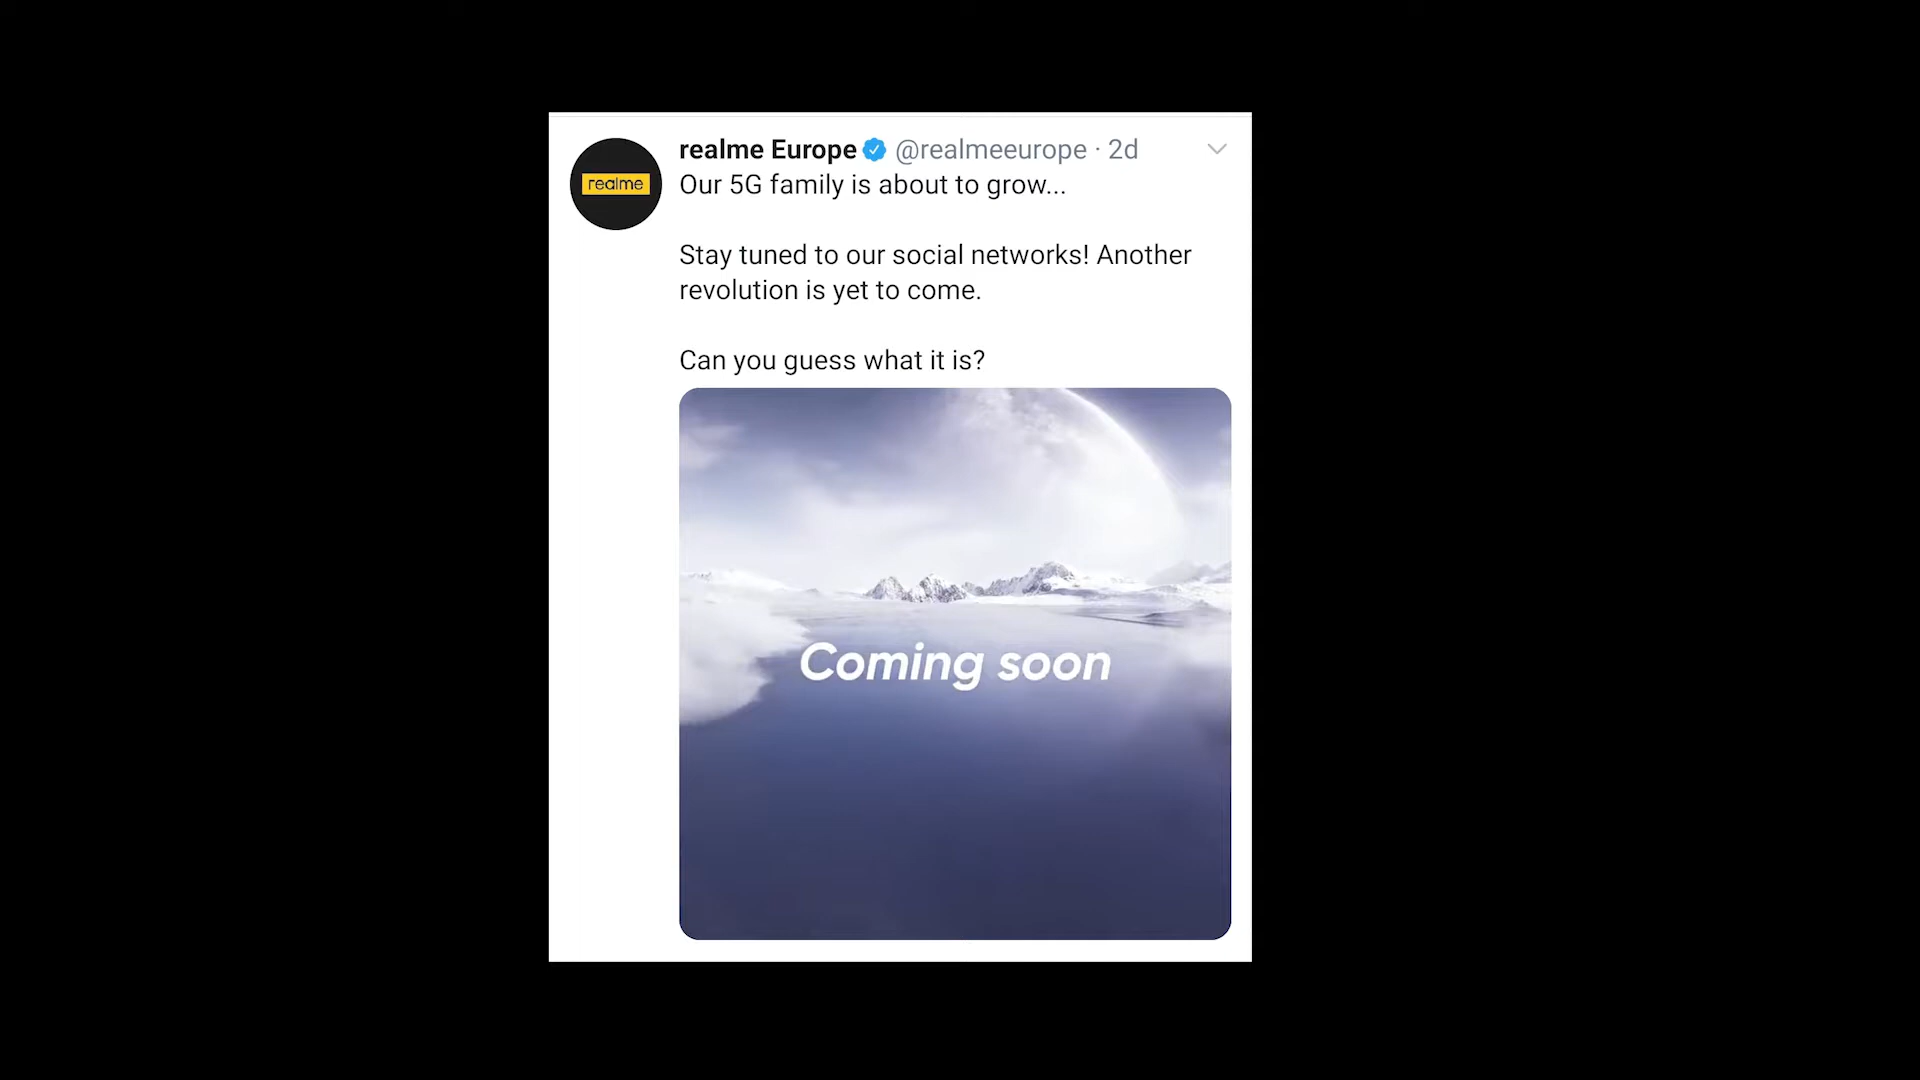 realme Europe @realmeeurope · 2d
realme
Our 5G family is about to grow...
Stay tuned to our social networks! Another
revolution is yet to come.
Can you guess what it is?
Coming soon